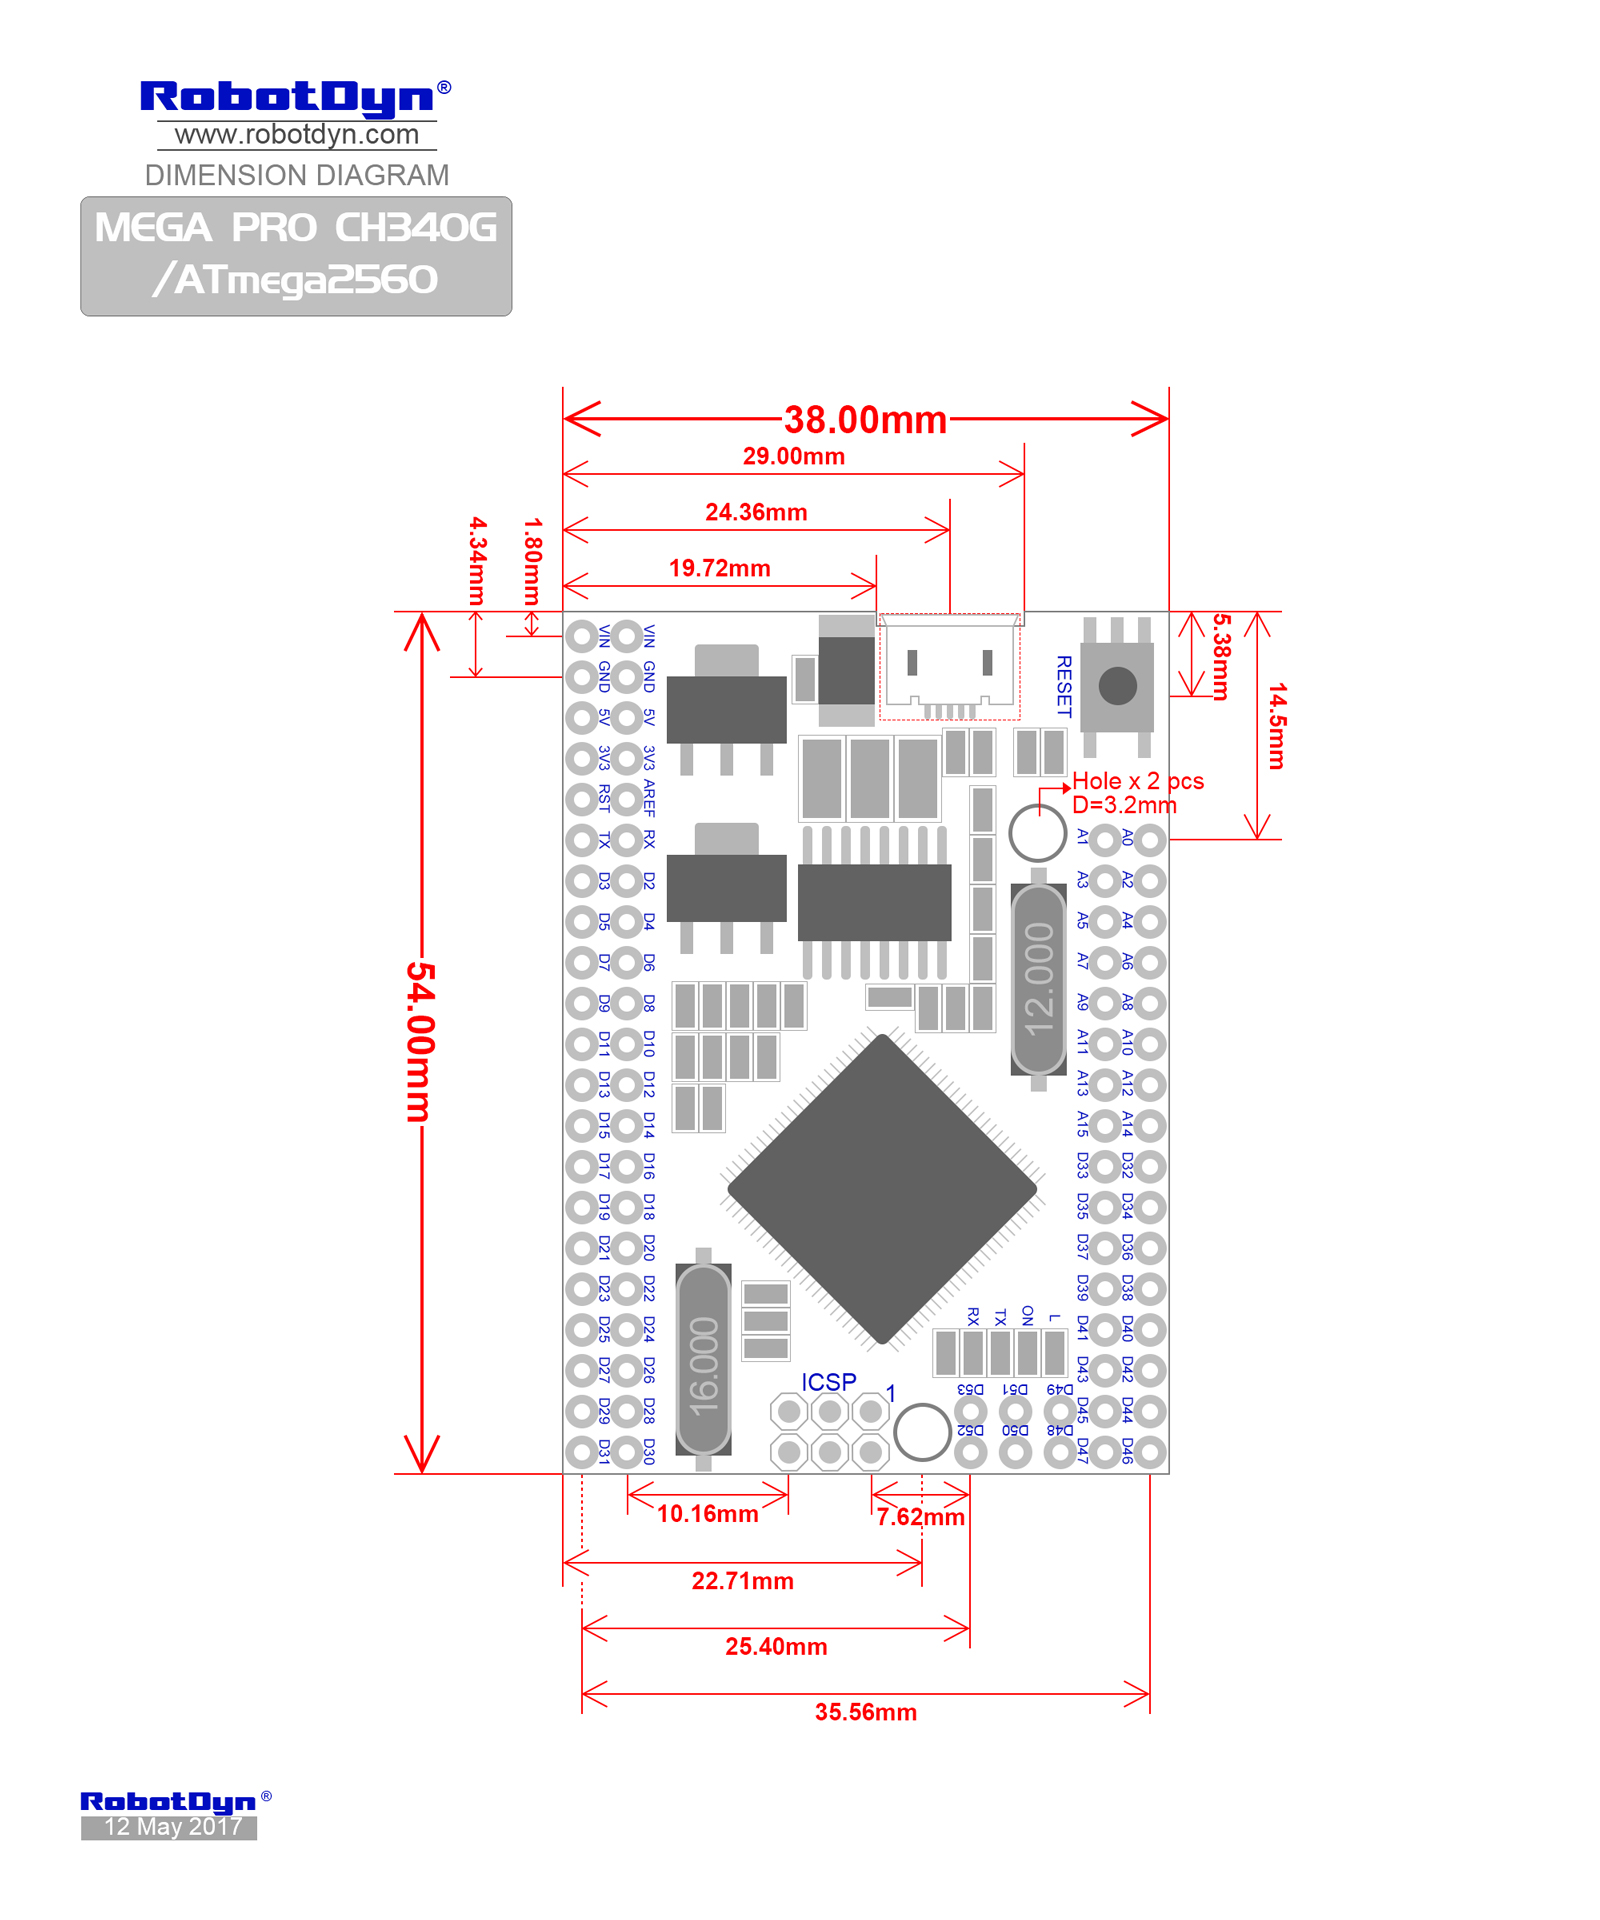 RobotDyn®
www.robotdyn.com
DIMENSION DIAGRAM
MEGA PRO CH340G
/ATmega2560
38.00mm
29.00mm
24.36mm
19.72mm
4.34mm
1.80mm
5.38mm
14.5mm
54.00mm
RESET
Hole x 2 pcs
D=3.2mm
VIN VIN
GND GND
5V 5V
3V3 3V3
RST AREF
TX RX
D3 D2
D5 D4
D7 D6
D9 D8
D11 D10
D13 D12
D15 D14
D17 D16
D19 D18
D21 D20
D23 D22
D25 D24
D27 D26
D29 D28
D31 D30
A1 A0
A3 A2
A5 A4
A7 A6
A9 A8
A11 A10
A13 A12
A15 A14
D33 D32
D35 D34
D37 D36
D39 D38
D41 D40
D43 D42
D45 D44
D47 D46
12.000
16.000
RX TX ON L
ICSP 1
D53 D51 D49
D52 D50 D48
10.16mm
7.62mm
22.71mm
25.40mm
35.56mm
RobotDyn®
12 May 2017